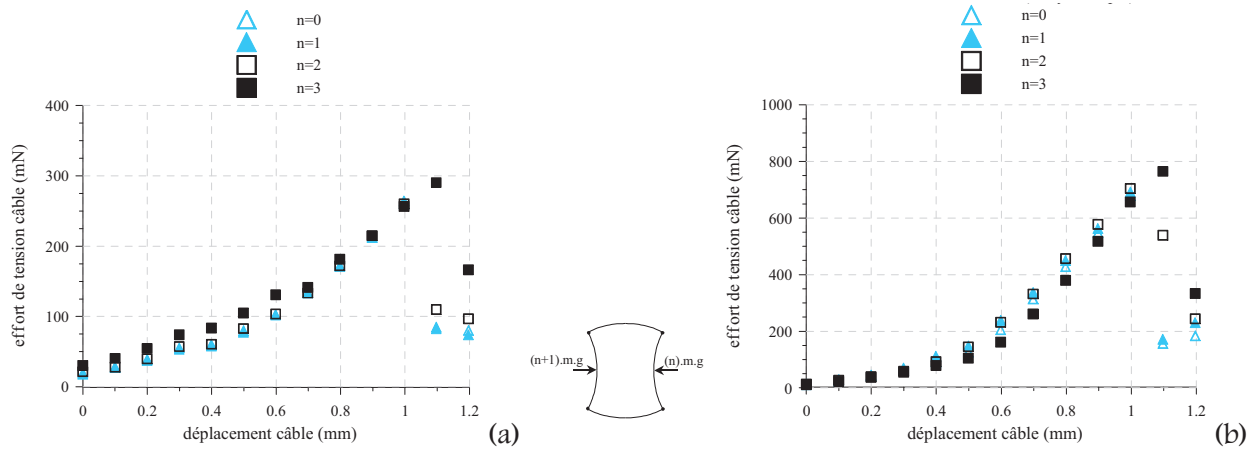 n=0
n=1
n=2
n=3
400
300
200
100
0
0 0.2 0.4 0.6 0.8 1 1.2
effort de tension câble (mN)
déplacement câble (mm)
(a)
(n+1).m.g
(n).m.g
n=0
n=1
n=2
n=3
1000
800
600
400
200
0
0 0.2 0.4 0.6 0.8 1 1.2
effort de tension câble (mN)
déplacement câble (mm)
(b)